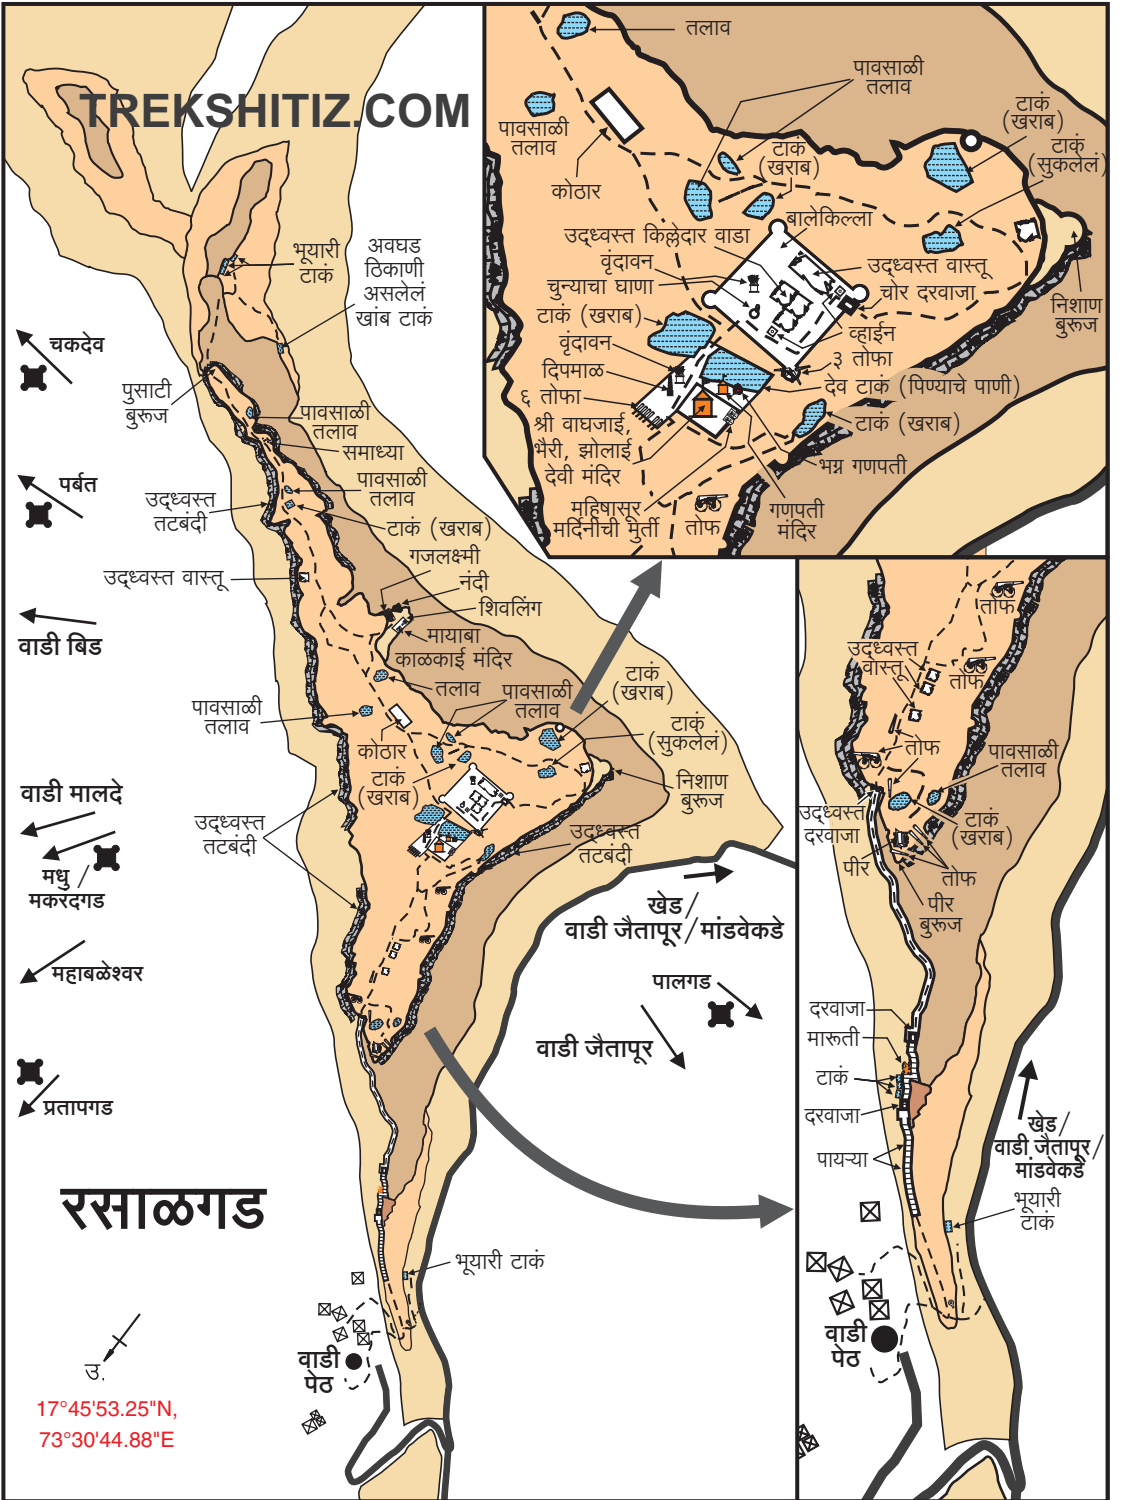 TREKSHITIZ.COM
भूयारी
टाकं
अवघड
ठिकाणी
असलेलं
खांब टाकं
चकदेव
पुसाटी
बुरूज
पावसाळी
तलाव
समाध्या
पर्बत
उद्ध्वस्त
तटबंदी
पावसाळी
तलाव
टाकं (खराब)
गजलक्ष्मी
नंदी
शिवलिंग
उद्ध्वस्त वास्तू
मायाबा
काळकाई मंदिर
वाडी बिड
तलाव
पावसाळी
तलाव
टाकं
(खराब)
पावसाळी
तलाव
टाकं
(सुकलेलं)
कोठार
टाकं
(खराब)
निशाण
बुरूज
वाडी मालदे
उद्ध्वस्त
तटबंदी
उद्ध्वस्त
तटबंदी
मधु /
मकरंदगड
खेड/
वाडी जैतापूर/मांडवेकडे
महाबळेश्वर
पालगड
वाडी जैतापूर
प्रतापगड
रसाळगड
भूयारी टाकं
वाडी
पेठ
उ.
17°45'53.25"N,
73°30'44.88"E
तलाव
पावसाळी
तलाव
पावसाळी
तलाव
टाकं
(खराब)
टाकं
(सुकलेलं)
टाकं
(खराब)
कोठार
बालेकिल्ला
उद्ध्वस्त किल्लेदार वाडा
वृंदावन
चुन्याचा घाणा
उद्ध्वस्त वास्तू
चोर दरवाजा
निशाण
बुरूज
टाकं (खराब)
वृंदावन
व्हाईन
३ तोफा
दिपमाळ
देव टाकं (पिण्याचे पाणी)
६ तोफा
टाकं (खराब)
श्री वाघजाई,
भैरी, झोलाई
देवी मंदिर
भग्न गणपती
महिषासूर
मर्दिनीची मुर्ती
तोफ
गणपती
मंदिर
तोफ
उद्ध्वस्त
वास्तू
तोफ
तोफ
पावसाळी
तलाव
उद्ध्वस्त
दरवाजा
टाकं
(खराब)
पीर
तोफ
पीर
बुरूज
दरवाजा
मारूती
टाकं
दरवाजा
खेड/
वाडी जैतापूर/
मांडवेकडे
पायऱ्या
भूयारी
टाकं
वाडी
पेठ